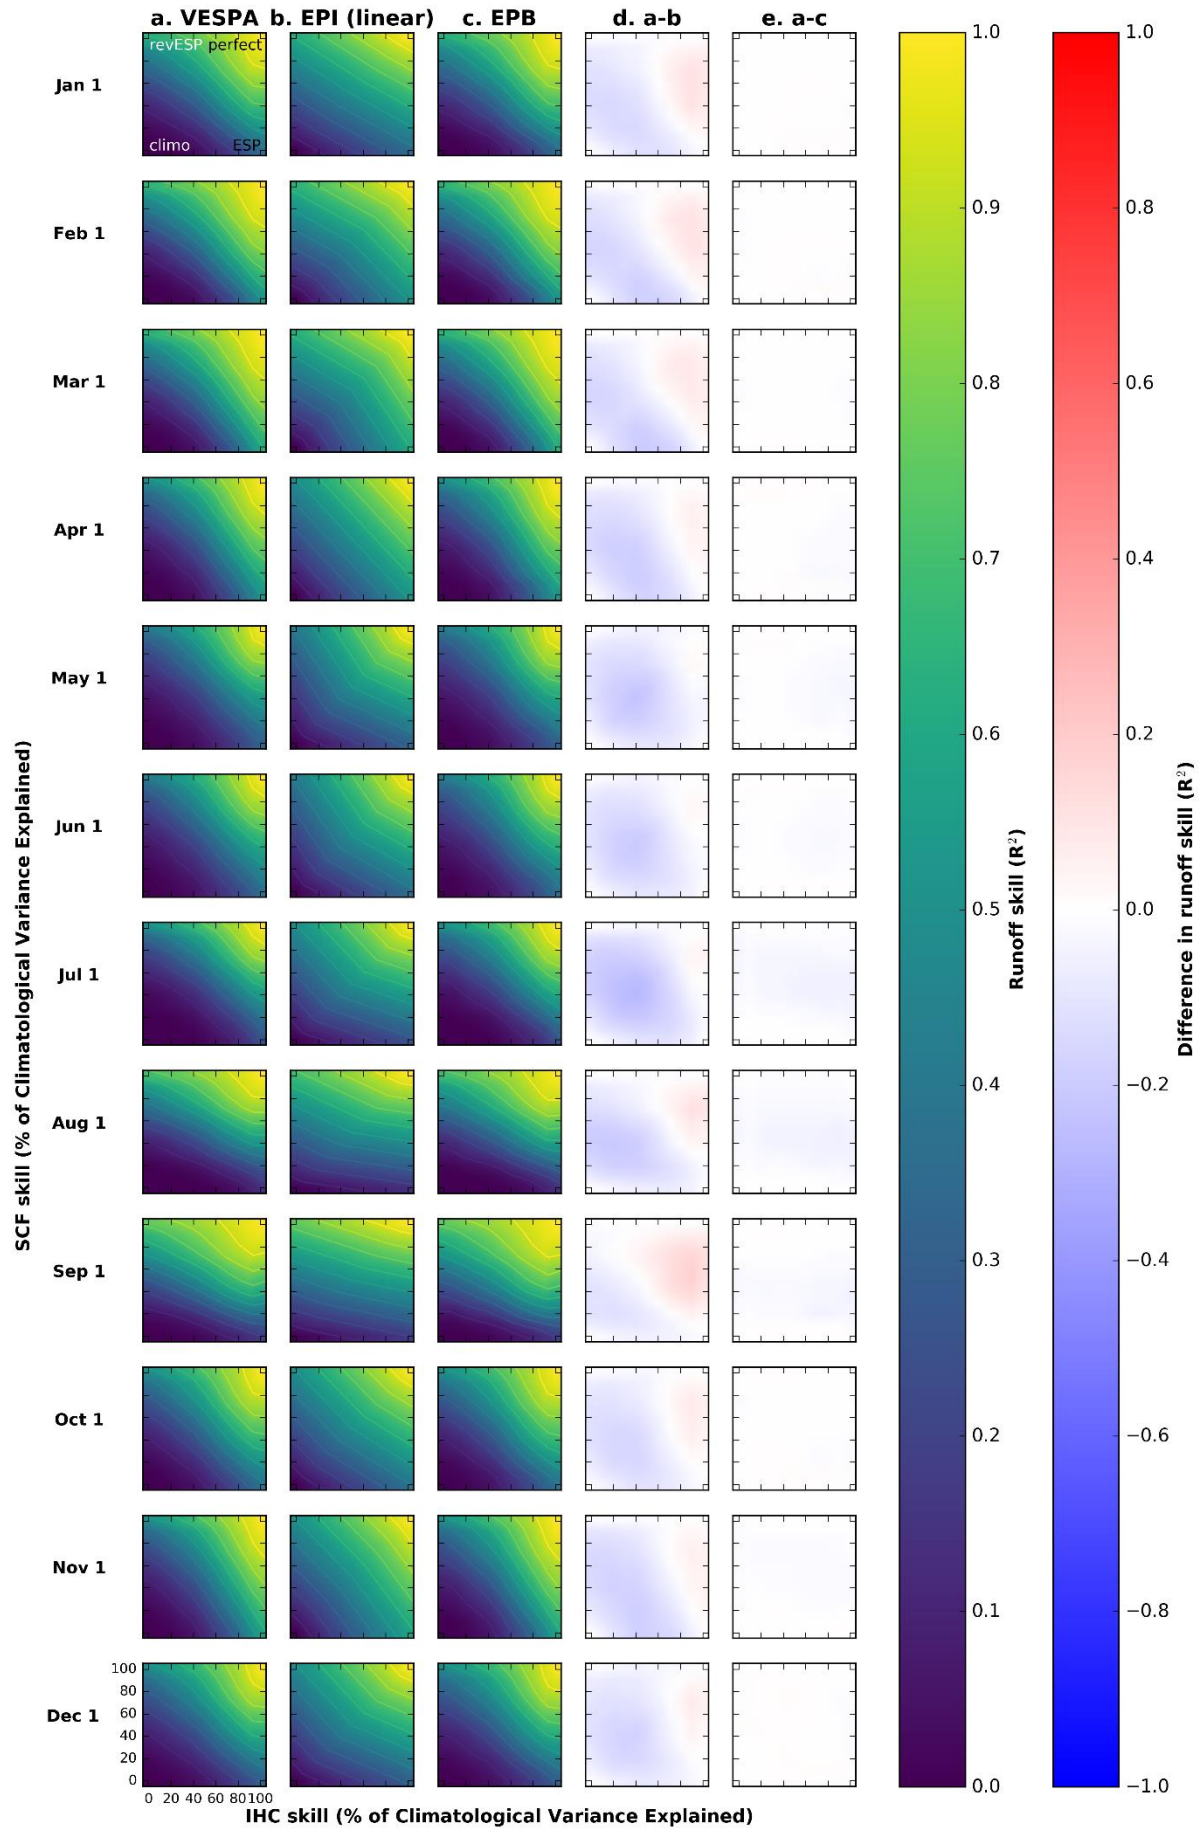 a. VESPA b. EPI (linear) c. EPB d. a-b e. a-c
revESP perfect
climo ESP
Jan 1
Feb 1
Mar 1
Apr 1
May 1
Jun 1
Jul 1
Aug 1
Sep 1
Oct 1
Nov 1
Dec 1
SCF skill (% of Climatological Variance Explained)
100
80
60
40
20
0
0 20 40 60 80 100
IHC skill (% of Climatological Variance Explained)
1.0
0.9
0.8
0.7
0.6
0.5
0.4
0.3
0.2
0.1
0.0
Runoff skill (R²)
1.0
0.8
0.6
0.4
0.2
0.0
−0.2
−0.4
−0.6
−0.8
−1.0
Difference in runoff skill (R²)